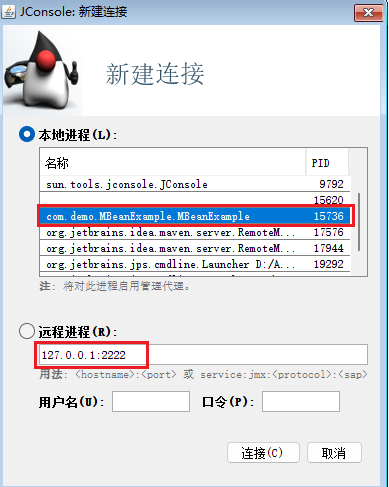 JConsole: 新建连接
新建连接
本地进程(L):
名称 PID
sun.tools.jconsole.JConsole 9792
15620
com.demo.MBeanExample.MBeanExample 15736
org.jetbrains.idea.maven.server.RemoteM... 17576
org.jetbrains.idea.maven.server.RemoteM... 17944
org.jetbrains.jps.cmdline.Launcher D:/A... 19292
注: 将对此进程启用管理代理。
远程进程(R):
127.0.0.1:2222
用法: <hostname>:<port> 或 service:jmx:<protocol>:<sap>
用户名(U): 口令(P):
连接(C) 取消